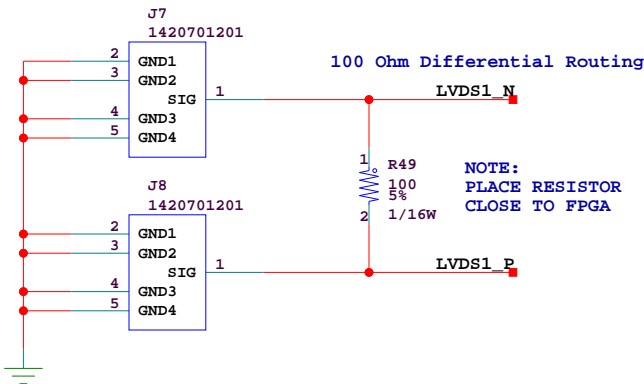 J7
1420701201
2 GND1
3 GND2
SIG 1
4 GND3
5 GND4
100 Ohm Differential Routing
LVDS1_N
1 R49
100
5%
2 1/16W
NOTE:
PLACE RESISTOR
CLOSE TO FPGA
J8
1420701201
2 GND1
3 GND2
SIG 1
4 GND3
5 GND4
LVDS1_P